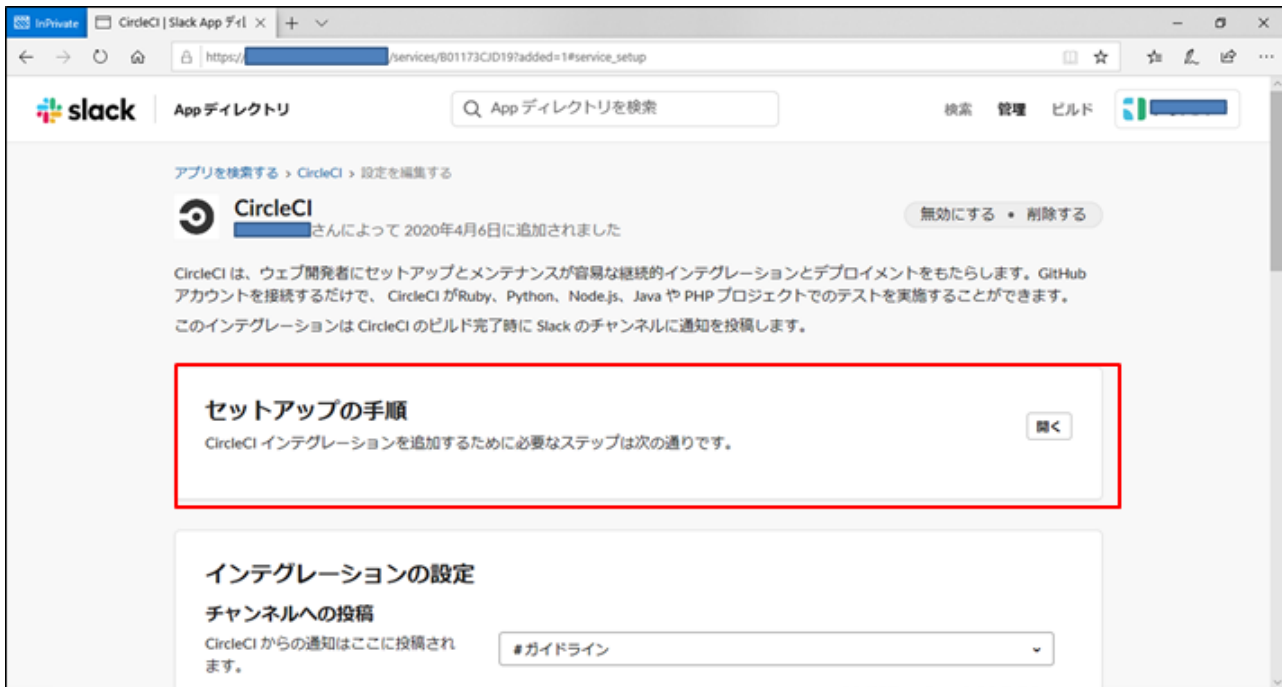 InPrivate
CircleCI | Slack App ディ
https://
/services/B01173CJD19?added=1#service_setup
slack
App ディレクトリ
App ディレクトリを検索
検索
管理
ビルド
アプリを検索する › CircleCI › 設定を編集する
CircleCI
さんによって 2020年4月6日に追加されました
無効にする • 削除する
CircleCI は、ウェブ開発者にセットアップとメンテナンスが容易な継続的インテグレーションとデプロイメントをもたらします。GitHub
アカウントを接続するだけで、 CircleCI がRuby、Python、Node.js、Java や PHP プロジェクトでのテストを実施することができます。
このインテグレーションは CircleCI のビルド完了時に Slack のチャンネルに通知を投稿します。
セットアップの手順
CircleCI インテグレーションを追加するために必要なステップは次の通りです。
開く
インテグレーションの設定
チャンネルへの投稿
CircleCI からの通知はここに投稿され
ます。
#ガイドライン